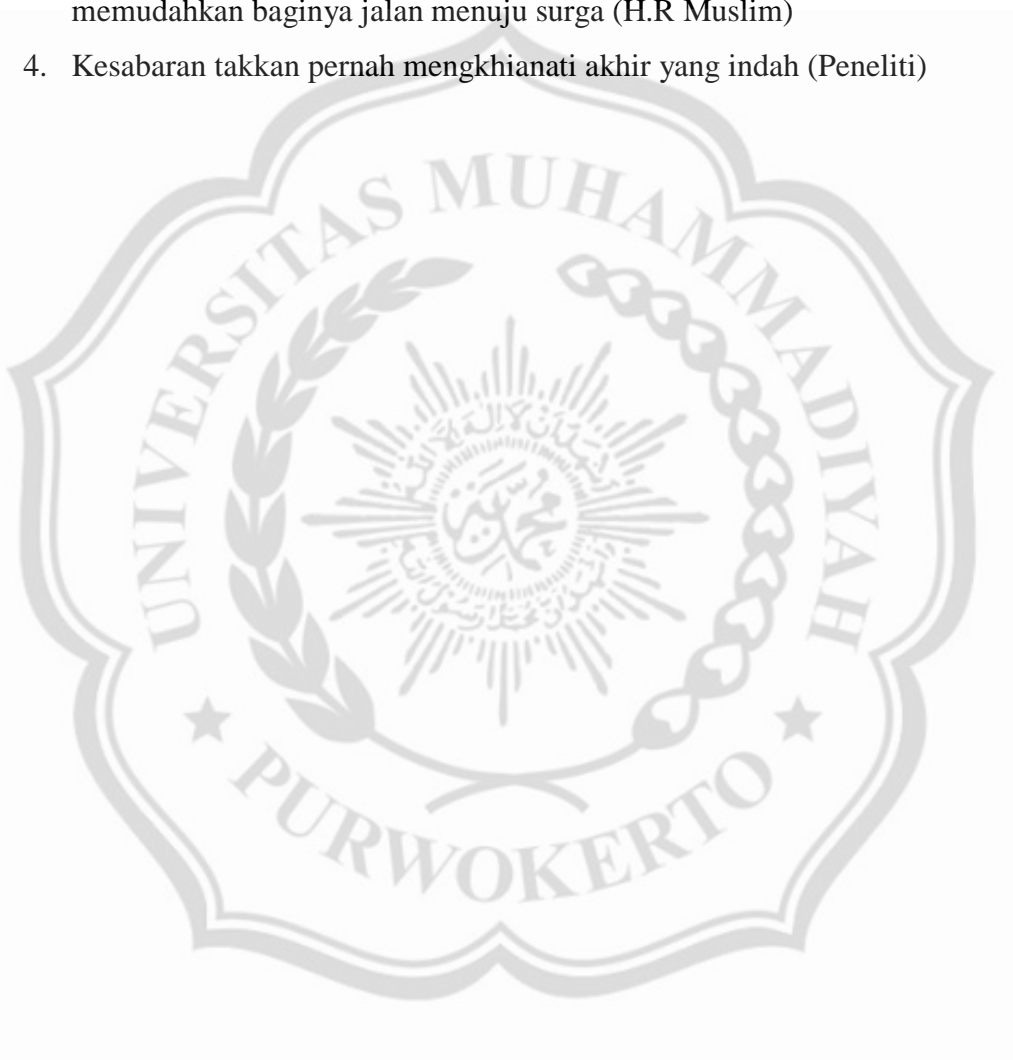 memudahkan baginya jalan menuju surga (H.R Muslim)
4. Kesabaran takkan pernah mengkhianati akhir yang indah (Peneliti)
UNIVERSITAS MUHAMMADIYAH
PURWOKERTO